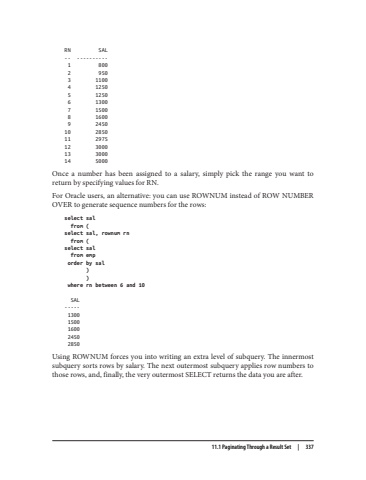 RN SAL
-- ----------
1 800
2 950
3 1100
4 1250
5 1250
6 1300
7 1500
8 1600
9 2450
10 2850
11 2975
12 3000
13 3000
14 5000
Once a number has been assigned to a salary, simply pick the range you want to
return by specifying values for RN.
For Oracle users, an alternative: you can use ROWNUM instead of ROW NUMBER
OVER to generate sequence numbers for the rows:
select sal
from (
select sal, rownum rn
from (
select sal
from emp
order by sal
)
)
where rn between 6 and 10
SAL
-----
1300
1500
1600
2450
2850
Using ROWNUM forces you into writing an extra level of subquery. The innermost
subquery sorts rows by salary. The next outermost subquery applies row numbers to
those rows, and, finally, the very outermost SELECT returns the data you are after.
11.1 Paginating Through a Result Set | 337